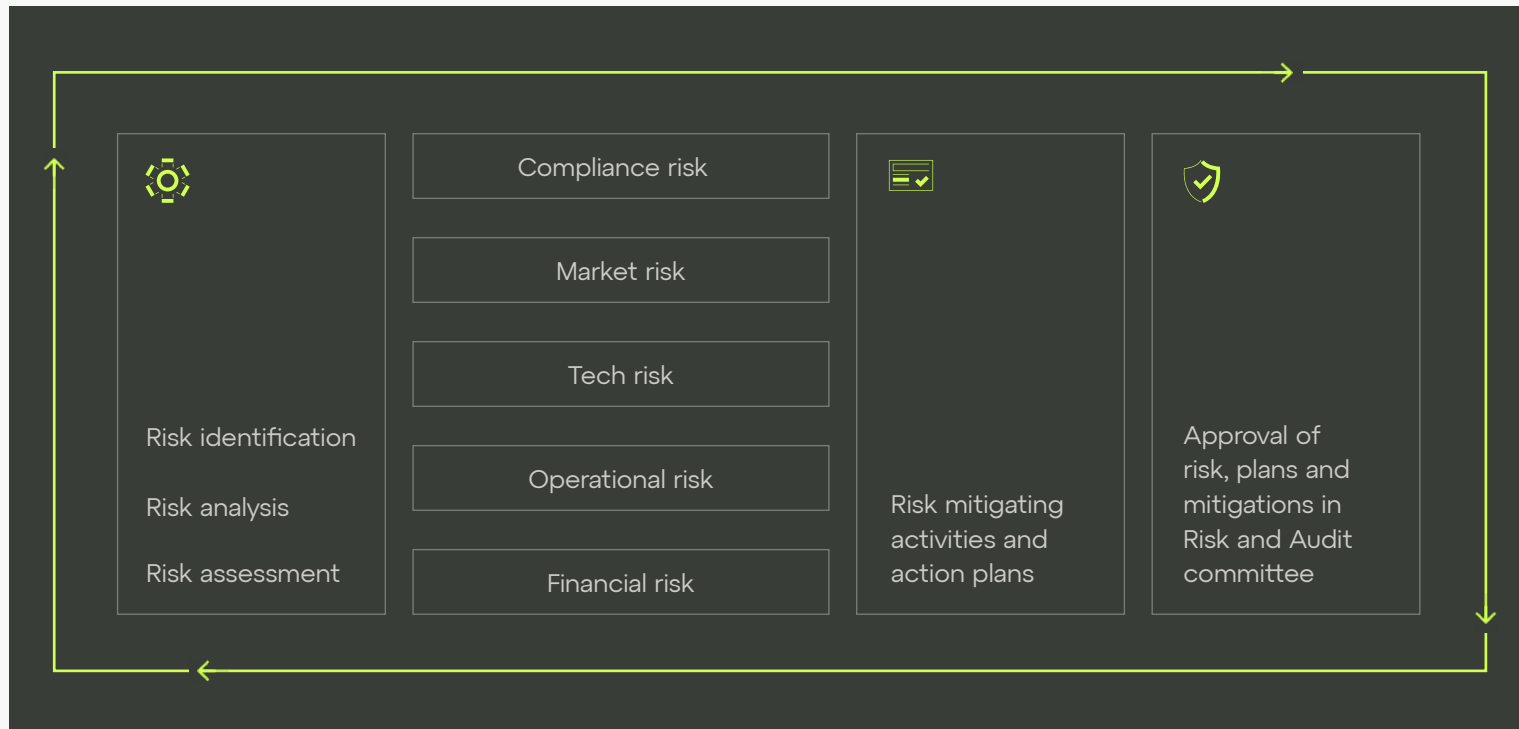 Risk identification
Risk analysis
Risk assessment
Compliance risk
Market risk
Tech risk
Operational risk
Financial risk
Risk mitigating
activities and
action plans
Approval of
risk, plans and
mitigations in
Risk and Audit
committee